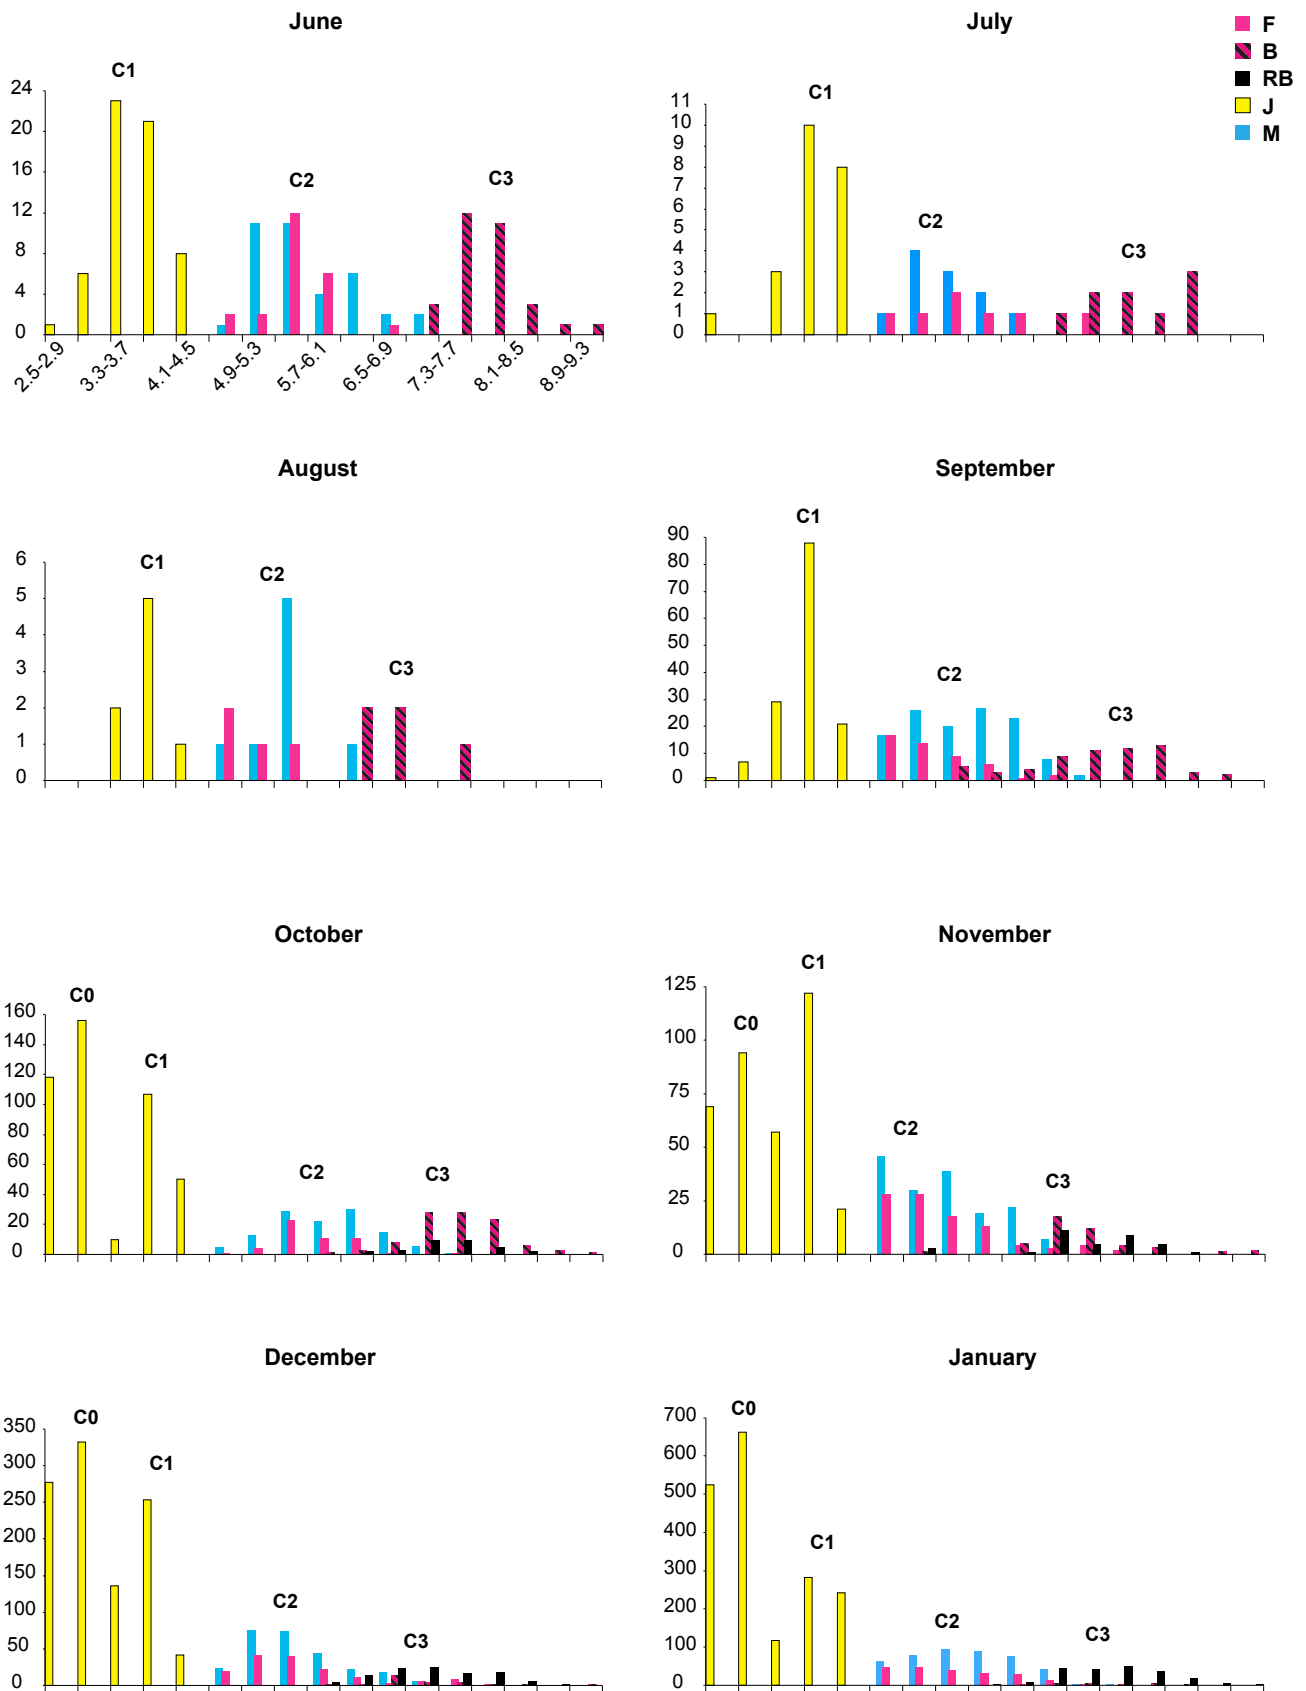 June
C1
24
20
16
12
8
4
0
C2
C3
2.5-2.9
3.3-3.7
4.1-4.5
4.9-5.3
5.7-6.1
6.5-6.9
7.3-7.7
8.1-8.5
8.9-9.3
July
C1
11
10
9
8
7
6
5
4
3
2
1
0
C2
C3
F
B
RB
J
M
August
6
5
4
3
2
1
0
C1
C2
C3
September
C1
90
80
70
60
50
40
30
20
10
0
C2
C3
October
C0
160
140
120
100
80
60
40
20
0
C1
C2
C3
November
C1
125
100
75
50
25
0
C0
C2
C3
December
350
300
250
200
150
100
50
0
C0
C1
C2
C3
January
C0
700
600
500
400
300
200
100
0
C1
C2
C3